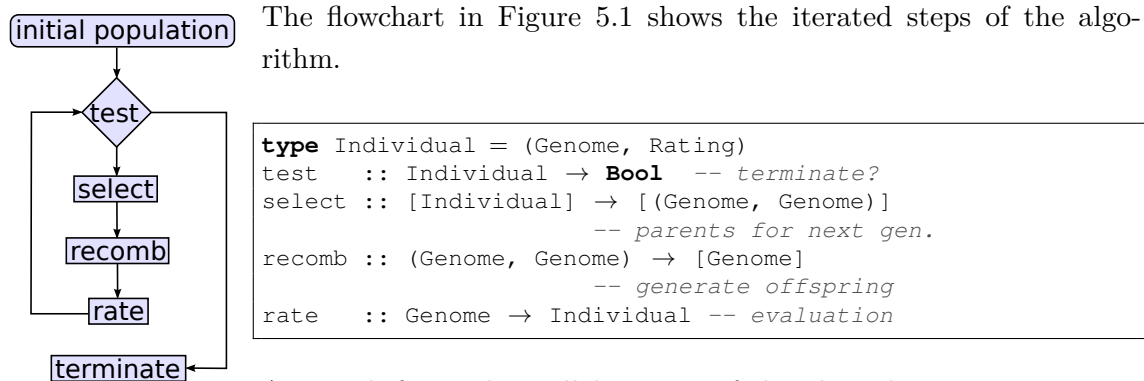 initial population
test
select
recomb
rate
terminate
The flowchart in Figure 5.1 shows the iterated steps of the algo-
rithm.
type Individual = (Genome, Rating)
test :: Individual → Bool -- terminate?
select :: [Individual] → [(Genome, Genome)]
-- parents for next gen.
recomb :: (Genome, Genome) → [Genome]
-- generate offspring
rate :: Genome → Individual -- evaluation